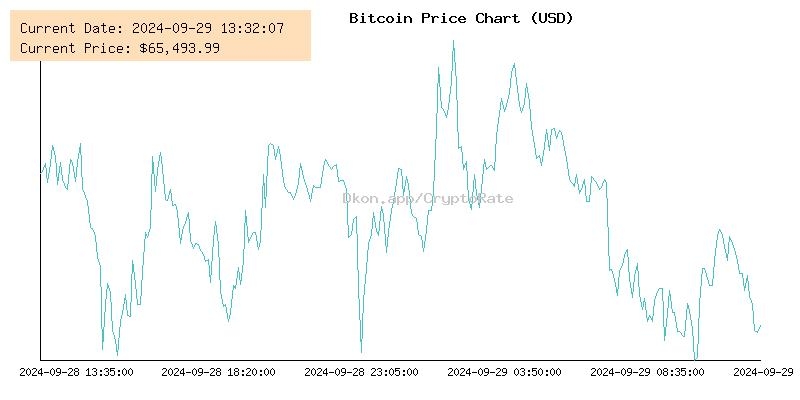 Bitcoin Price Chart (USD)
Current Date: 2024-09-29 13:32:07
Current Price: $65,493.99
Dkon.app/CryptoRate
2024-09-28 13:35:00 2024-09-28 18:20:00 2024-09-28 23:05:00 2024-09-29 03:50:00 2024-09-29 08:35:00 2024-09-29